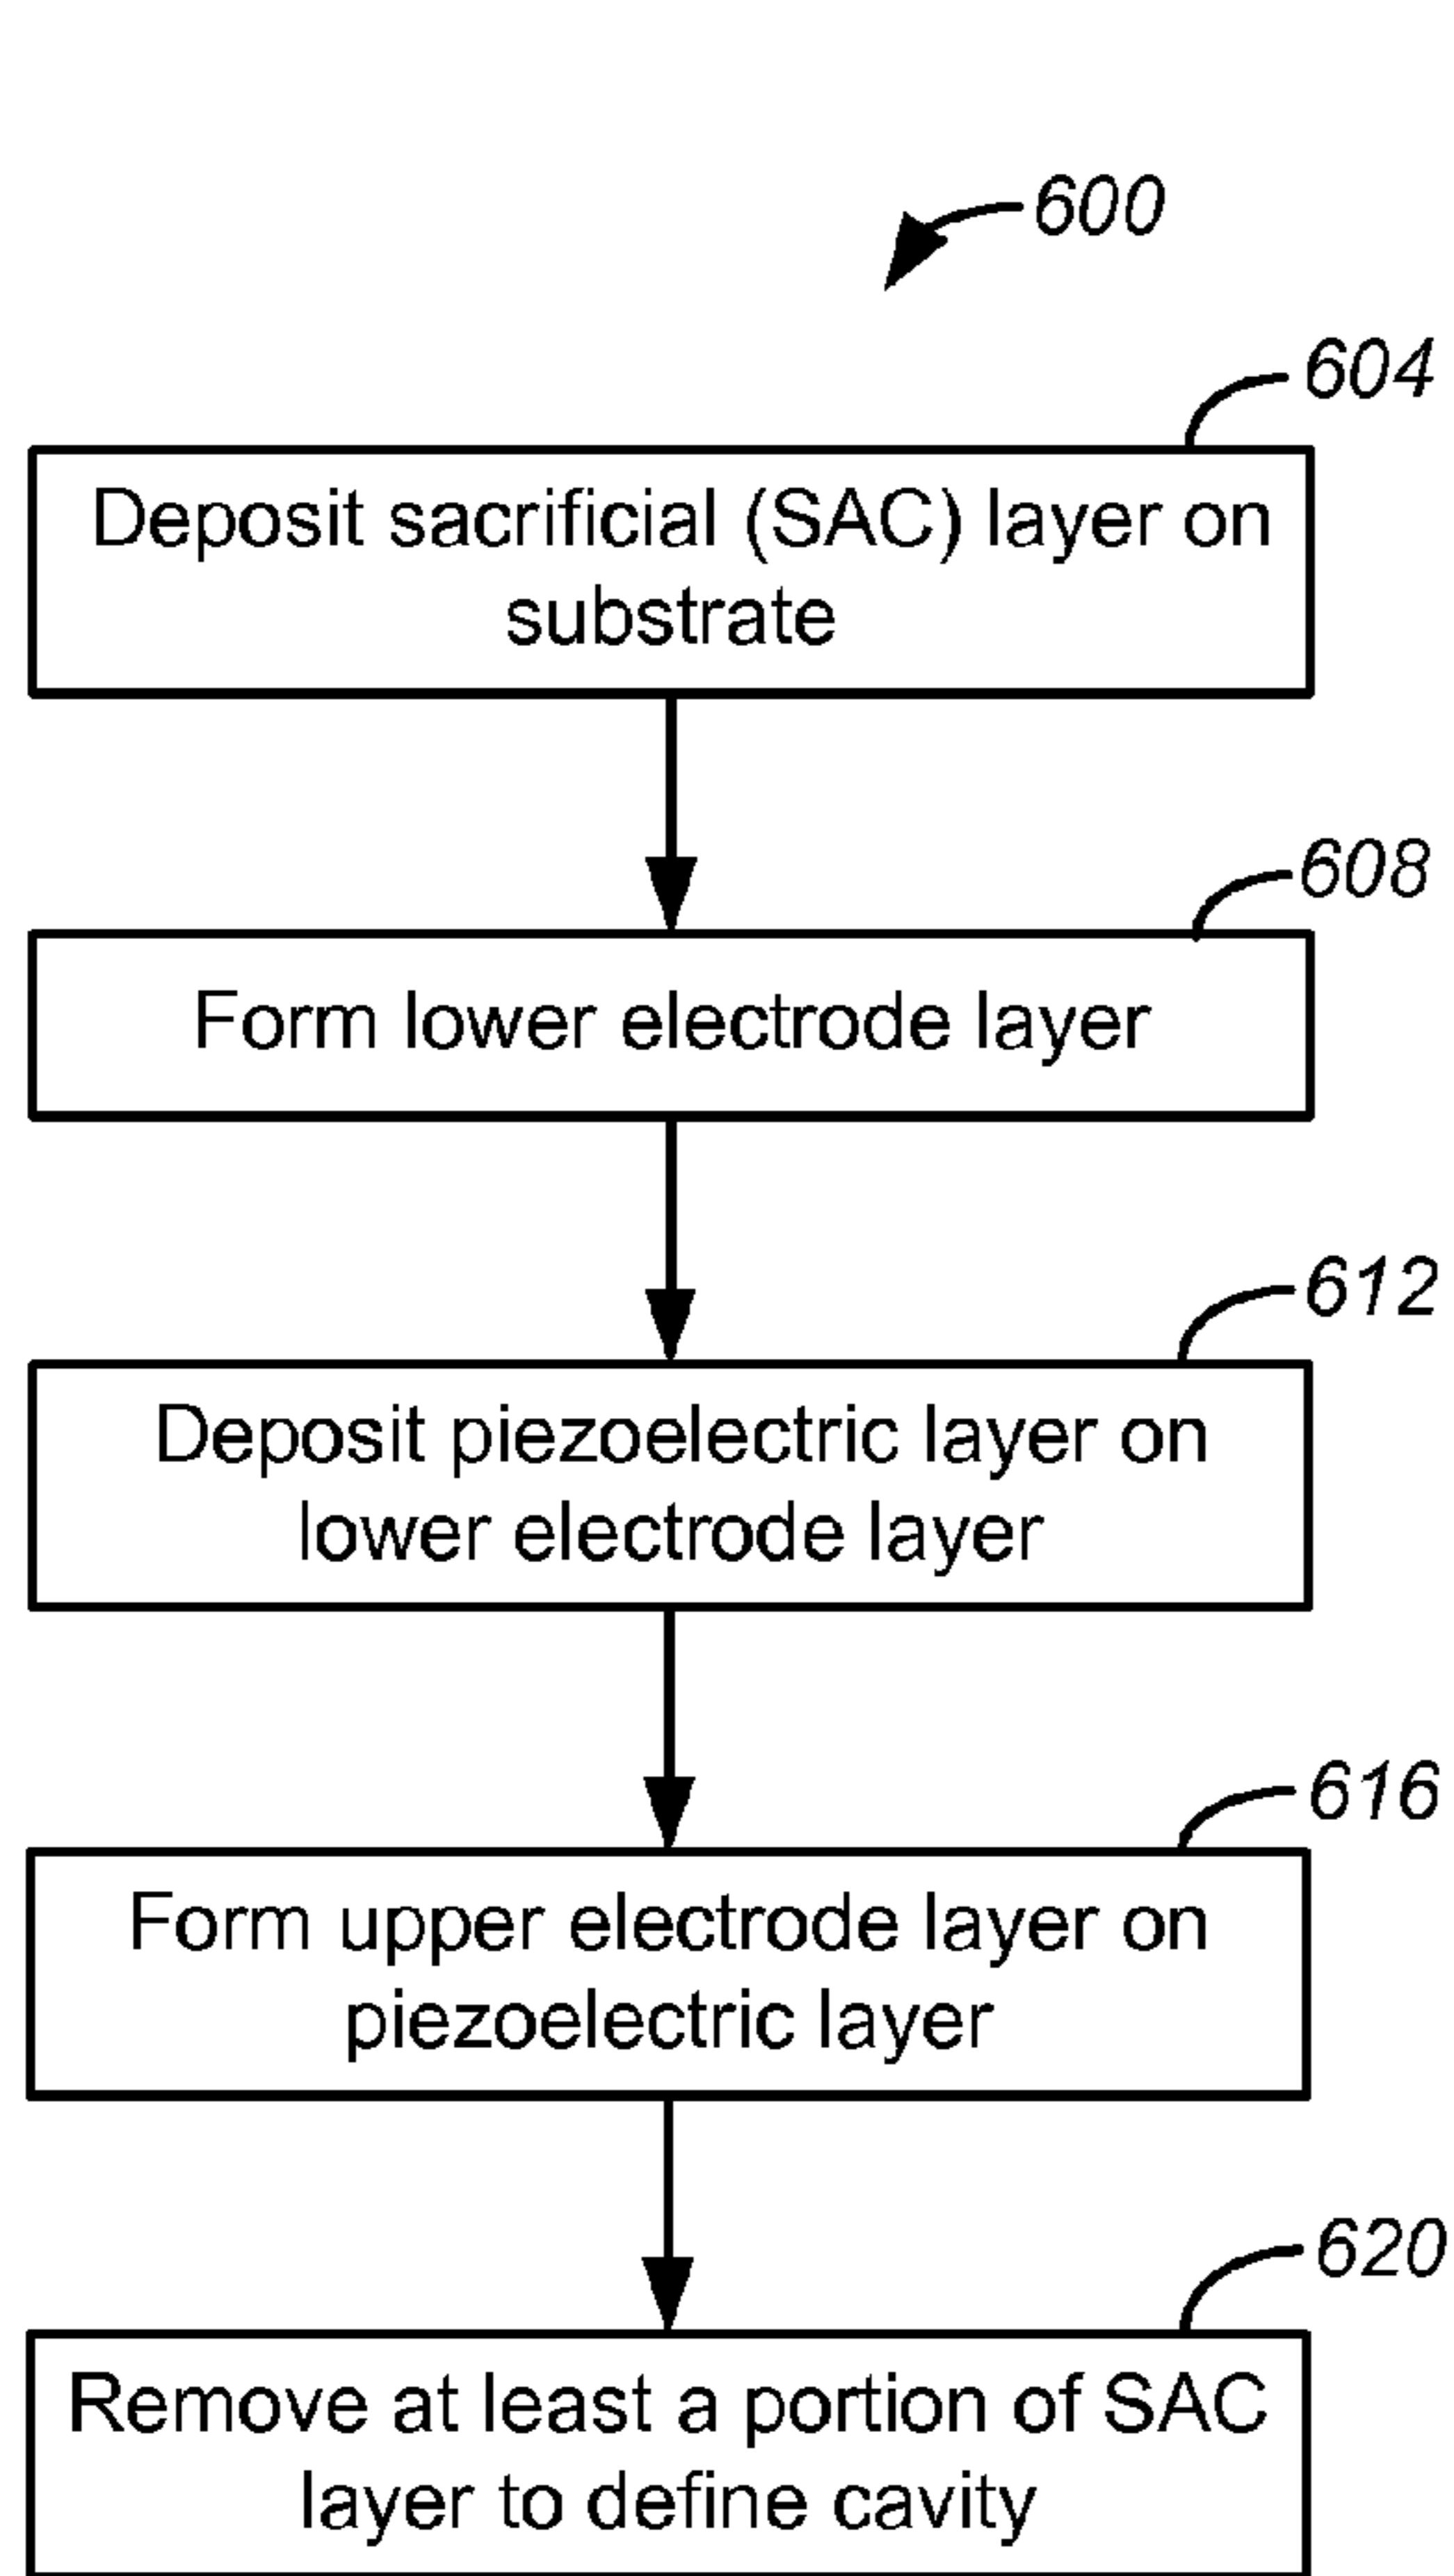 600
604
Deposit sacrificial (SAC) layer on
substrate
608
Form lower electrode layer
612
Deposit piezoelectric layer on
lower electrode layer
616
Form upper electrode layer on
piezoelectric layer
620
Remove at least a portion of SAC
layer to define cavity